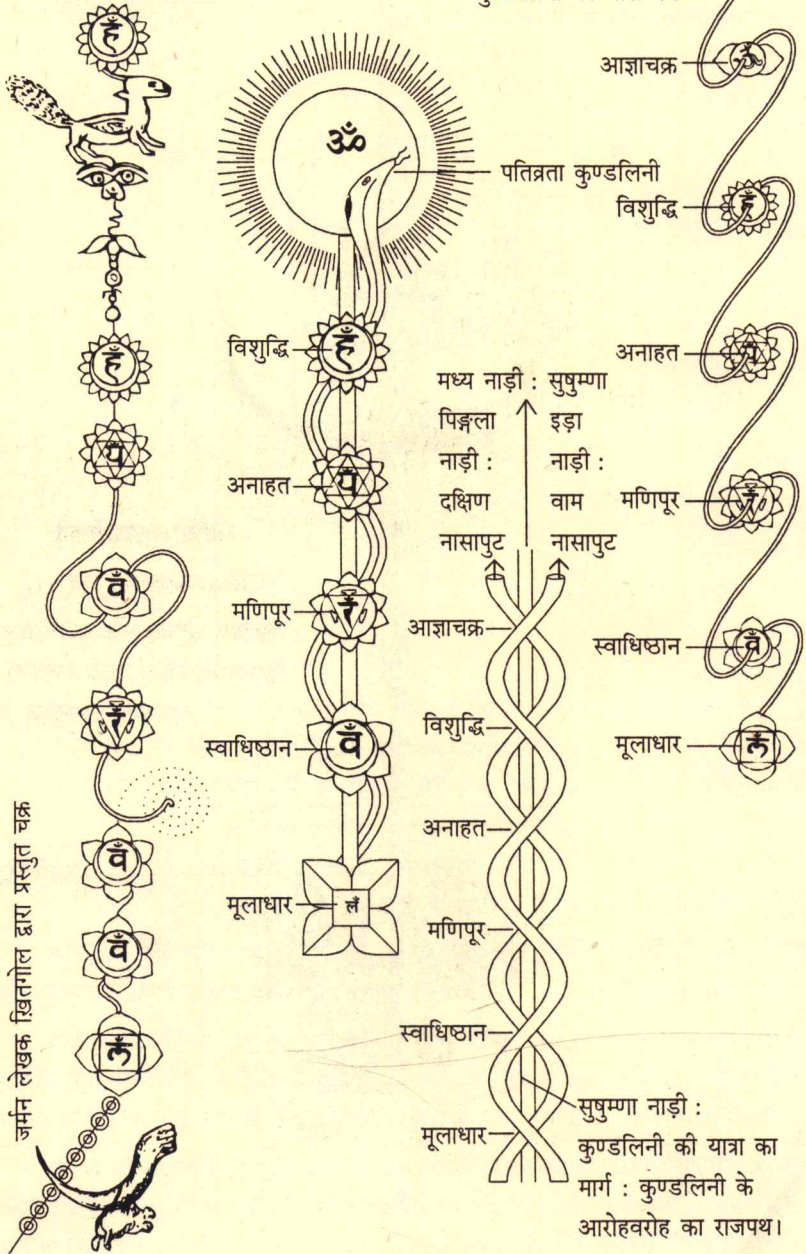 हँ
हँ
यँ
वँ
रँ
वँ
वँ
लँ
जर्मन लेखक ख़ितगोल द्वारा प्रस्तुत चक्र
ॐ
पतिव्रता कुण्डलिनी
विशुद्धि
हँ
अनाहत
यँ
मणिपूर
रँ
स्वाधिष्ठान
वँ
मूलाधार
लँ
मध्य नाड़ी : सुषुम्णा
पिङ्गला इड़ा
नाड़ी : नाड़ी :
दक्षिण वाम
नासापुट नासापुट
आज्ञाचक्र
विशुद्धि
अनाहत
मणिपूर
स्वाधिष्ठान
मूलाधार
सुषुम्णा नाड़ी :
कुण्डलिनी की यात्रा का
मार्ग : कुण्डलिनी के
आरोहवरोह का राजपथ।
आज्ञाचक्र
ॐ
विशुद्धि
हँ
अनाहत
यँ
मणिपूर
रँ
स्वाधिष्ठान
वँ
मूलाधार
लँ